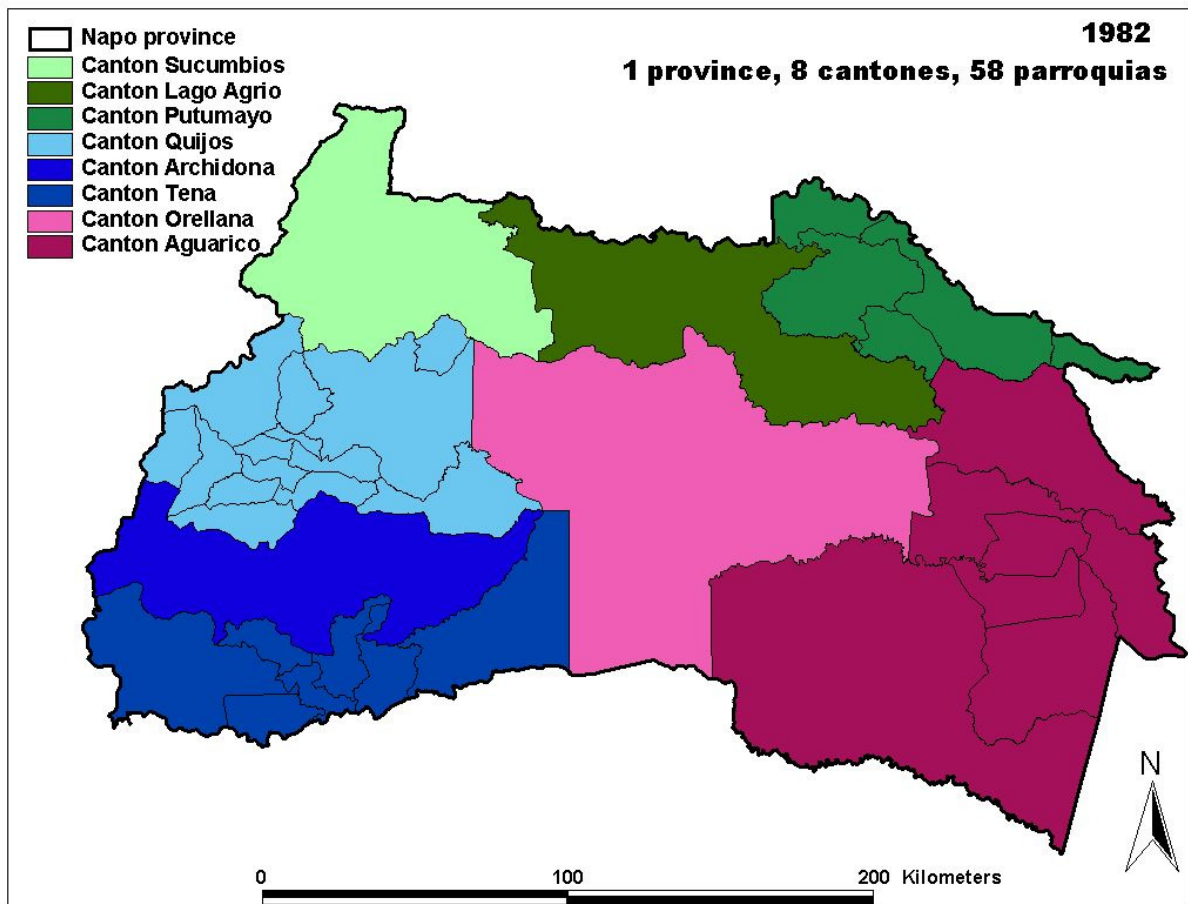 Napo province
Canton Sucumbios
Canton Lago Agrio
Canton Putumayo
Canton Quijos
Canton Archidona
Canton Tena
Canton Orellana
Canton Aguarico
1982
1 province, 8 cantones, 58 parroquias
N
0 100 200 Kilometers